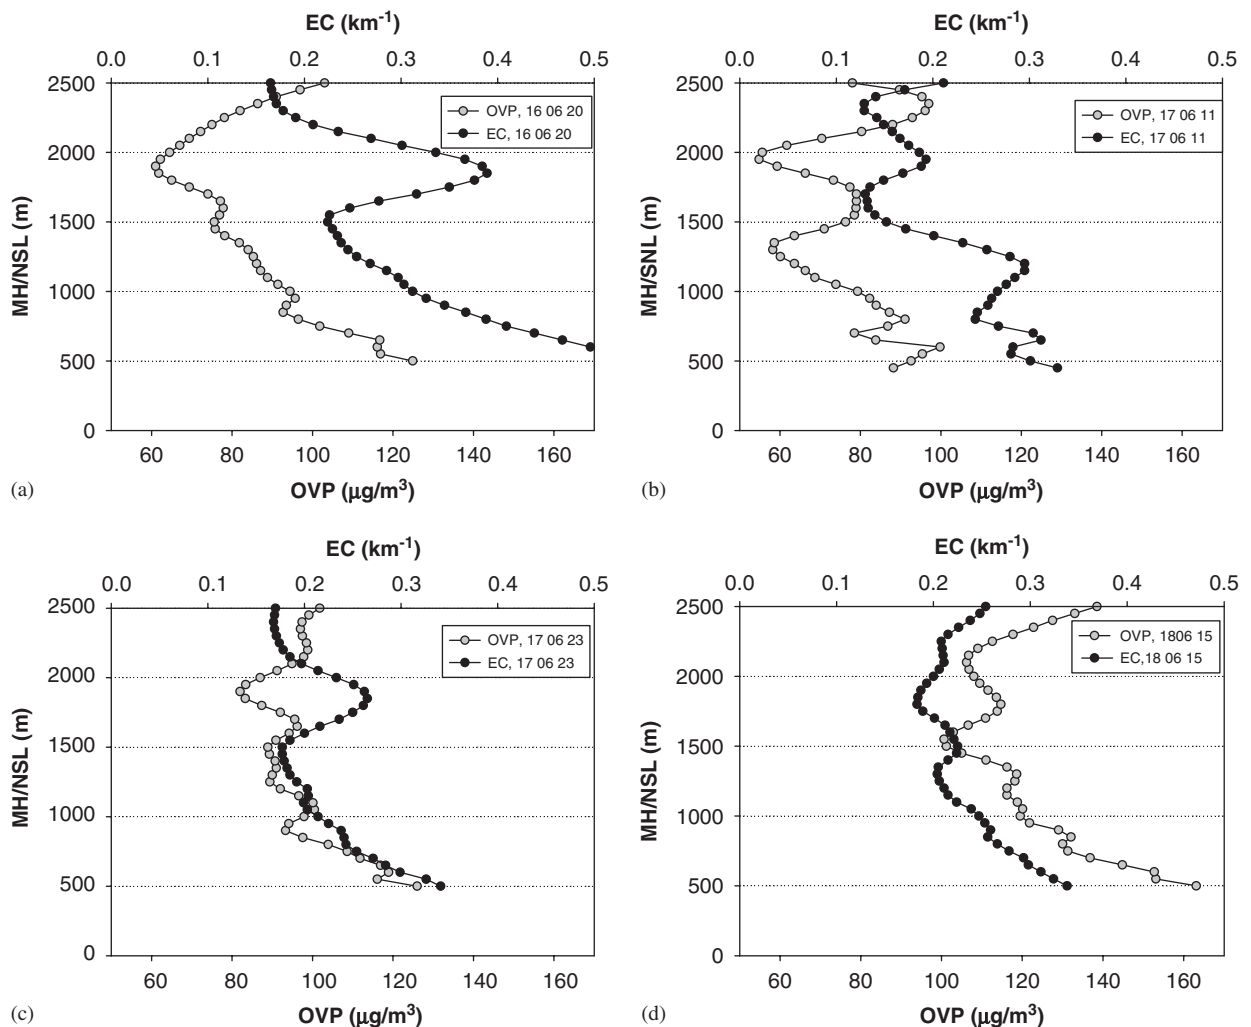 EC (km-1)
0.0 0.1 0.2 0.3 0.4 0.5
2500
2000
1500
1000
500
0
MH/NSL (m)
OVP, 16 06 20
EC, 16 06 20
60 80 100 120 140 160
OVP (μg/m3)
(a)
EC (km-1)
0.0 0.1 0.2 0.3 0.4 0.5
2500
2000
1500
1000
500
0
MH/SNL (m)
OVP, 17 06 11
EC, 17 06 11
60 80 100 120 140 160
OVP (μg/m3)
(b)
EC (km-1)
0.0 0.1 0.2 0.3 0.4 0.5
2500
2000
1500
1000
500
0
MH/NSL (m)
OVP, 17 06 23
EC, 17 06 23
60 80 100 120 140 160
OVP (μg/m3)
(c)
EC (km-1)
0.0 0.1 0.2 0.3 0.4 0.5
2500
2000
1500
1000
500
0
MH/NSL (m)
OVP, 1806 15
EC,18 06 15
60 80 100 120 140 160
OVP (μg/m3)
(d)